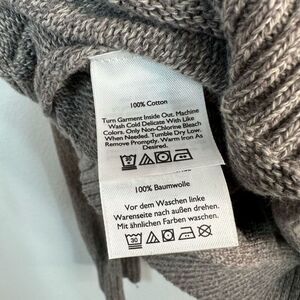 100% Cotton
Turn Garment Inside Out. Machine
Wash Cold Delicate With Like
Colors. Only Non-Chlorine Bleach
When Needed. Tumble Dry Low.
Remove Promptly. Warm Iron As
Desired.
100% Baumwolle
Vor dem Waschen linke
Warenseite nach außen drehen.
Mit ähnlichen Farben waschen.
30